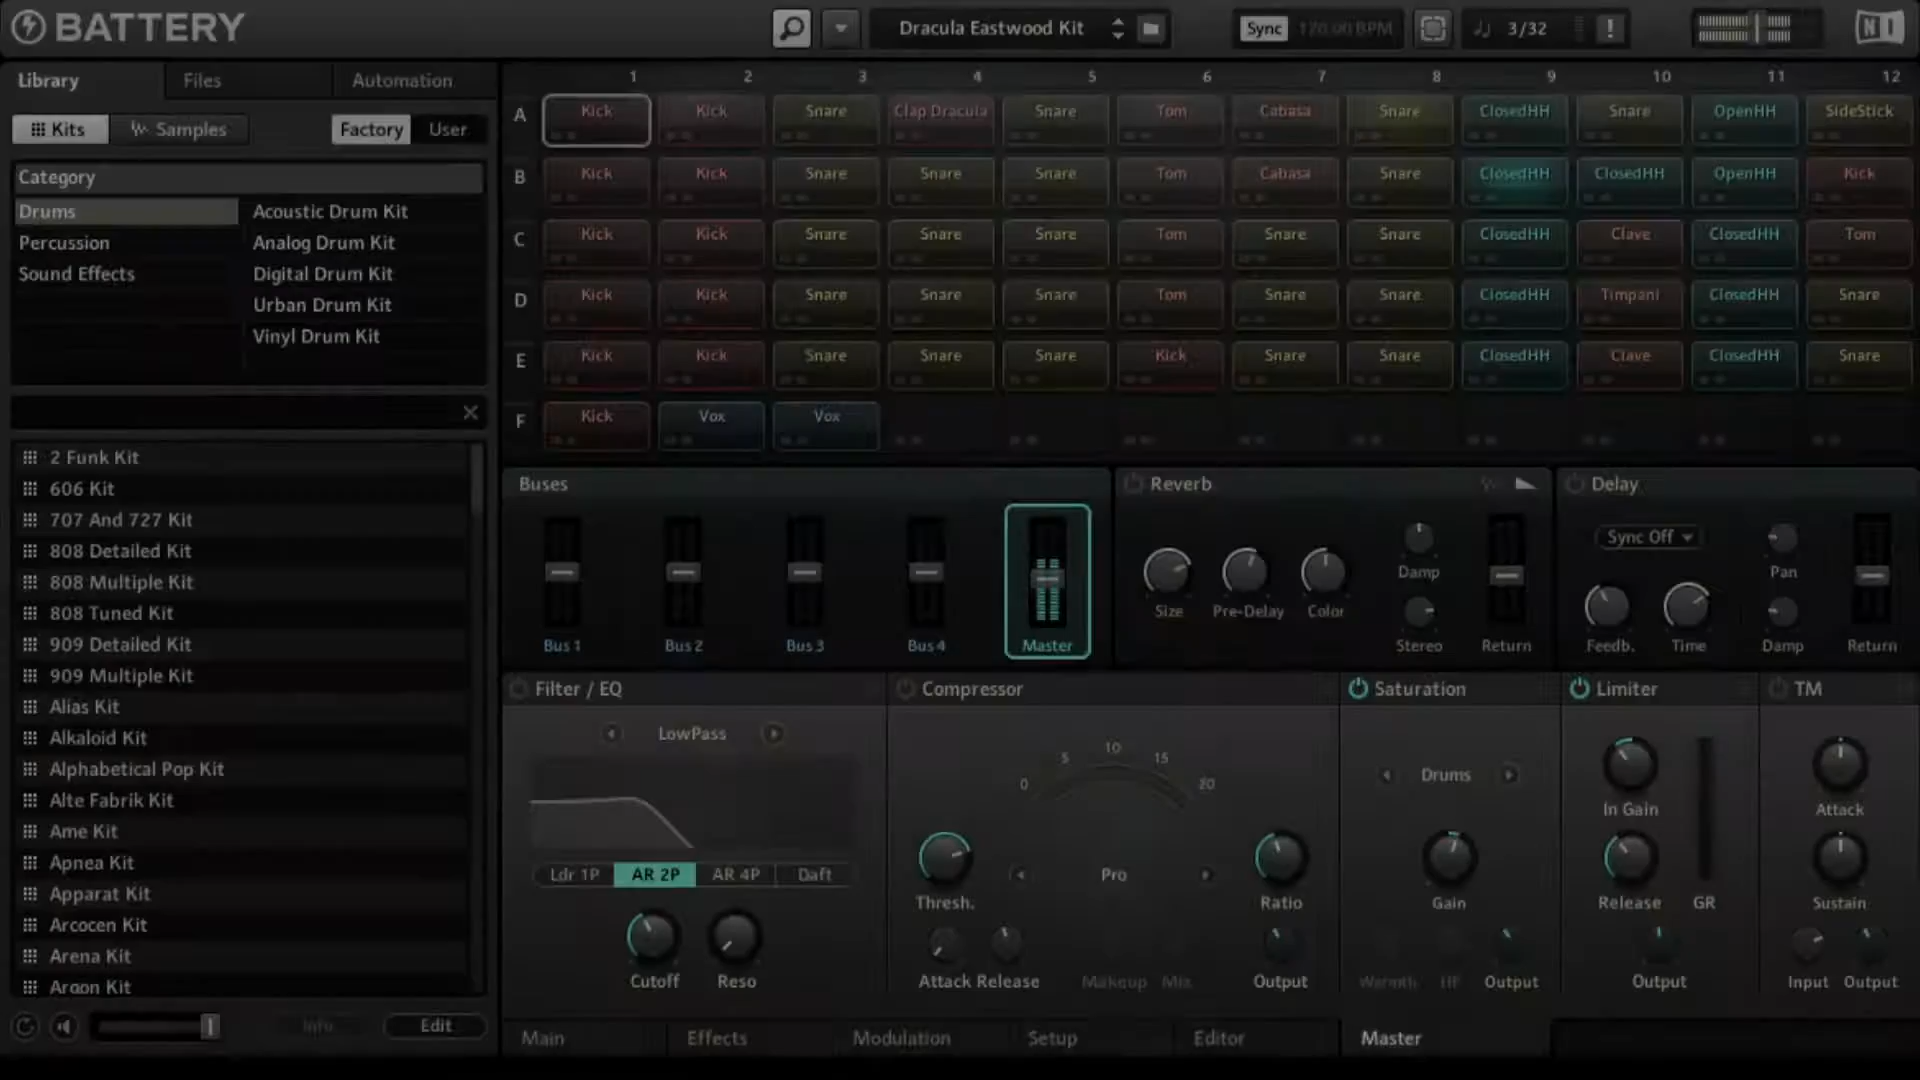 BATTERY
Dracula Eastwood Kit
Sync 120.00 BPM
3/32
!
Library Files Automation
Kits Samples Factory User
Category
Drums
Percussion
Sound Effects
Acoustic Drum Kit
Analog Drum Kit
Digital Drum Kit
Urban Drum Kit
Vinyl Drum Kit
2 Funk Kit
606 Kit
707 And 727 Kit
808 Detailed Kit
808 Multiple Kit
808 Tuned Kit
909 Detailed Kit
909 Multiple Kit
Alias Kit
Alkaloid Kit
Alphabetical Pop Kit
Alte Fabrik Kit
Ame Kit
Apnea Kit
Apparat Kit
Arcocen Kit
Arena Kit
Argon Kit
Info Edit
1 2 3 4 5 6 7 8 9 10 11 12
A Kick Kick Snare Clap Dracula Snare Tom Cabasa Snare ClosedHH Snare OpenHH SideStick
B Kick Kick Snare Snare Snare Tom Cabasa Snare ClosedHH ClosedHH OpenHH Kick
C Kick Kick Snare Snare Snare Tom Snare Snare ClosedHH Clave ClosedHH Tom
D Kick Kick Snare Snare Snare Tom Snare Snare ClosedHH Timpani ClosedHH Snare
E Kick Kick Snare Snare Snare Kick Snare Snare ClosedHH Clave ClosedHH Snare
F Kick Vox Vox
Buses
Bus 1 Bus 2 Bus 3 Bus 4 Master
Reverb
Size Pre-Delay Color
Damp
Stereo Return
Delay
Sync Off
Pan
Feedb. Time Damp Return
Filter / EQ
LowPass
Ldr 1P AR 2P AR 4P Daft
Cutoff Reso
Compressor
0 5 10 15 20
Thresh. Pro Ratio
Attack Release Makeup Mix Output
Saturation
Drums
Gain
Warmth HF Output
Limiter
In Gain
Release GR
Output
TM
Attack
Sustain
Input Output
Main Effects Modulation Setup Editor Master